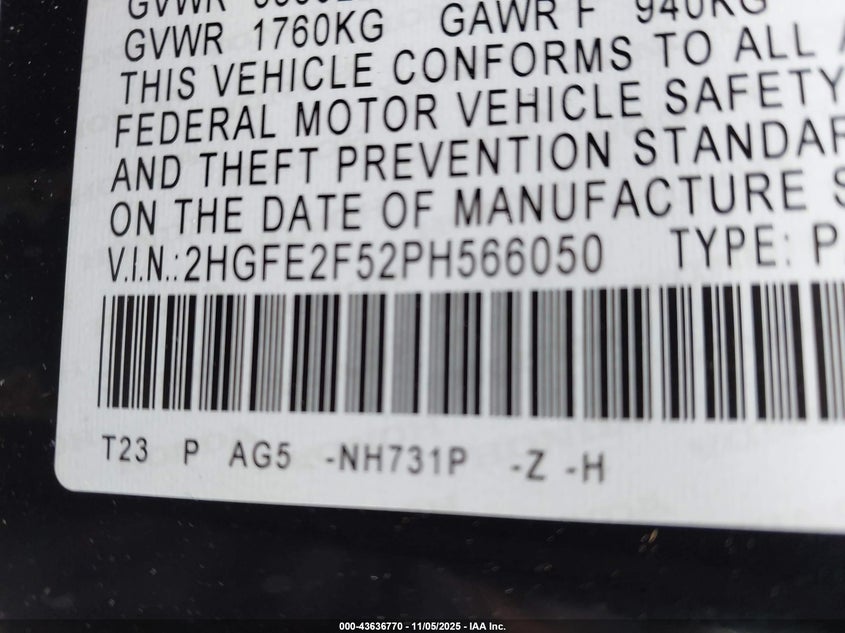 GVWR
GVWR 1760KG GAWR F 940KG
THIS VEHICLE CONFORMS TO ALL
FEDERAL MOTOR VEHICLE SAFETY
AND THEFT PREVENTION STANDAR
ON THE DATE OF MANUFACTURE S
V.I.N.:2HGFE2F52PH566050 TYPE: P
T23 P AG5 -NH731P -Z -H
000-43636770 - 11/05/2025 - IAA Inc.